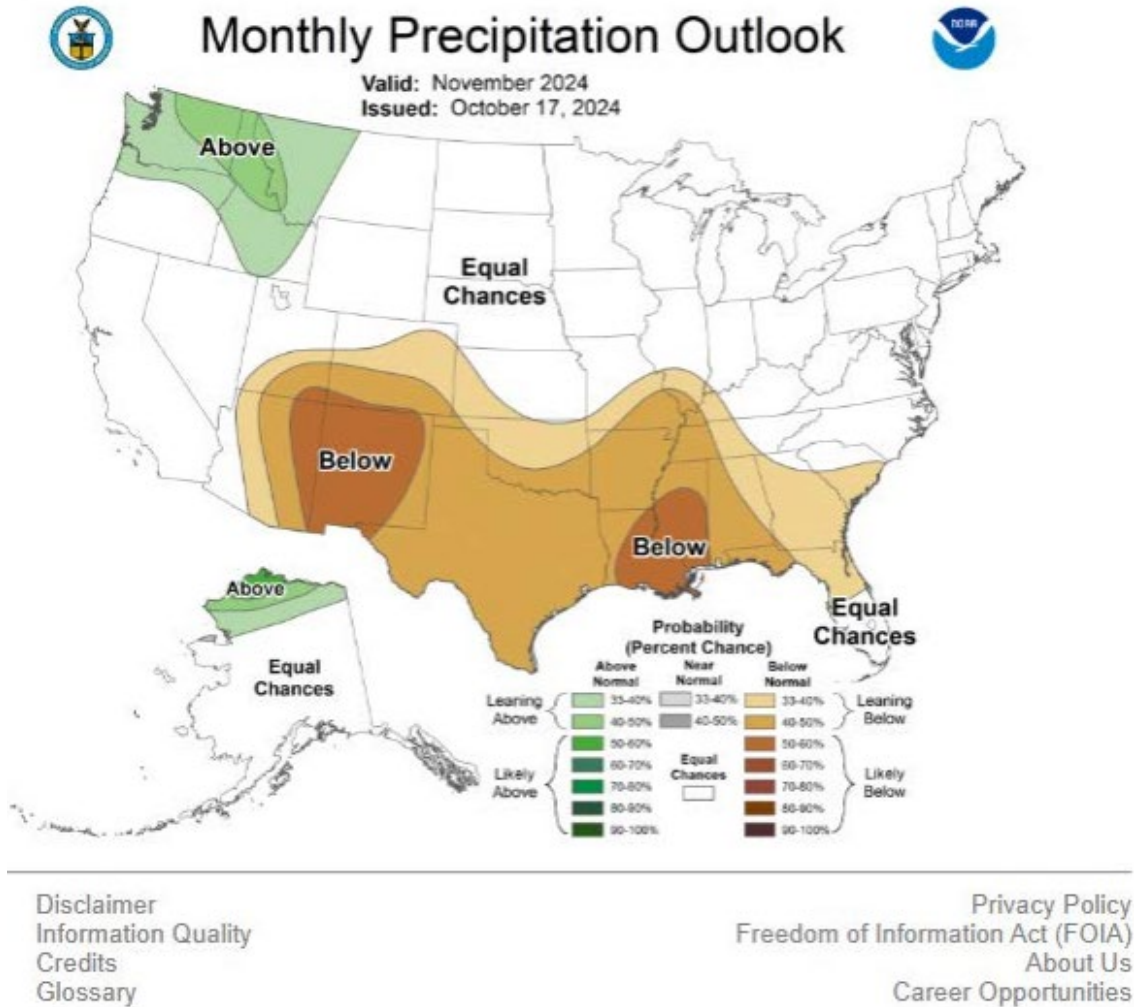 NOAA
Monthly Precipitation Outlook
Valid: November 2024
Issued: October 17, 2024
Above
Equal
Chances
Below
Below
Above
Equal
Chances
Equal
Chances
Probability
(Percent Chance)
Above
Normal
Near
Normal
Below
Normal
Leaning
Above
33-40%
40-50%
33-40%
40-50%
33-40%
40-50%
Leaning
Below
Likely
Above
50-60%
60-70%
70-80%
80-90%
90-100%
Equal
Chances
50-60%
60-70%
70-80%
80-90%
90-100%
Likely
Below
Disclaimer
Information Quality
Credits
Glossary
Privacy Policy
Freedom of Information Act (FOIA)
About Us
Career Opportunities